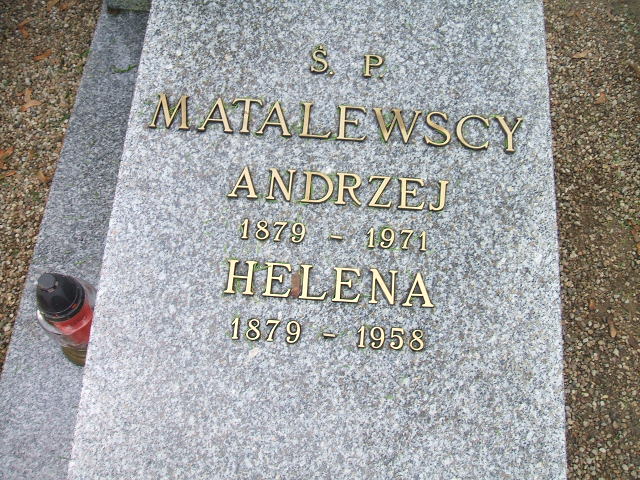 Ś. P.
MATALEWSCY
ANDRZEJ
1879 - 1971
HELENA
1879 - 1958